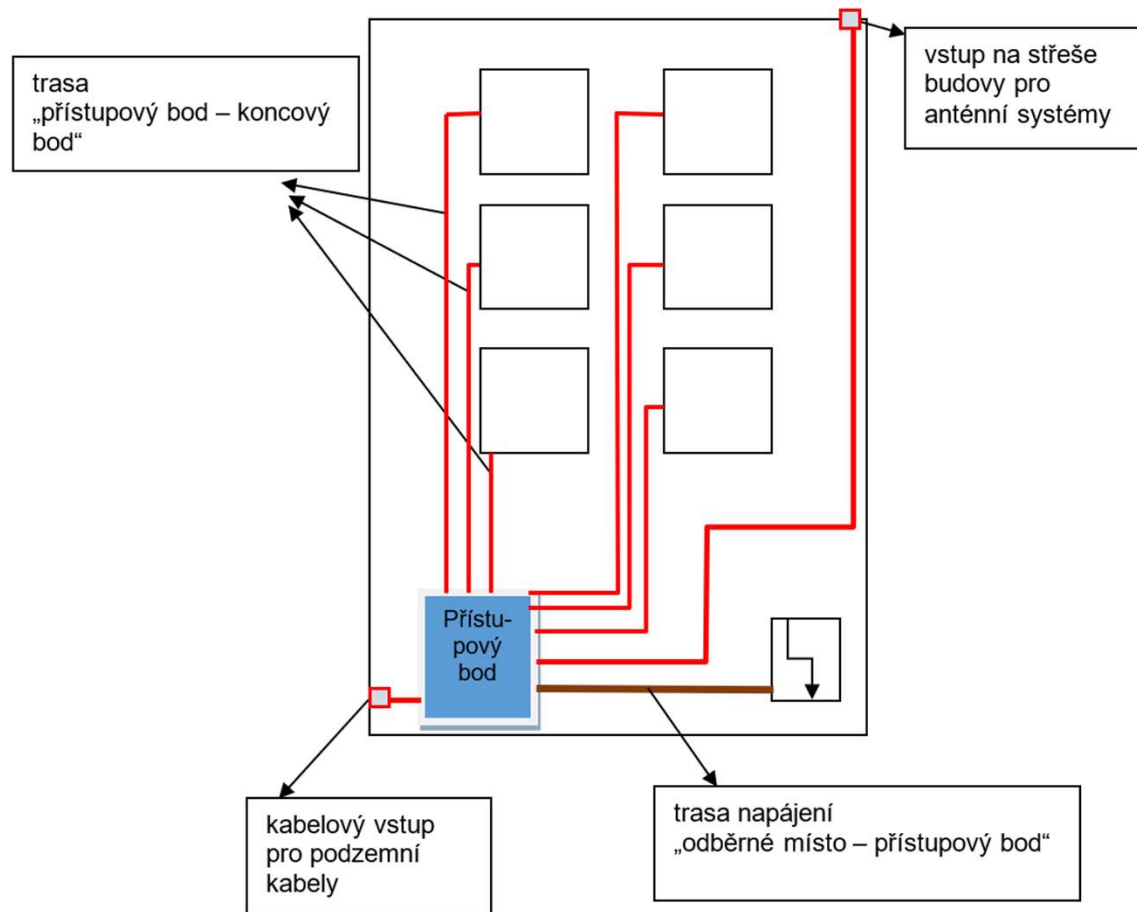 vstup na střeše
budovy pro
anténní systémy
trasa
„přístupový bod – koncový
bod“
Přístu-
pový
bod
kabelový vstup
pro podzemní
kabely
trasa napájení
„odběrné místo – přístupový bod“